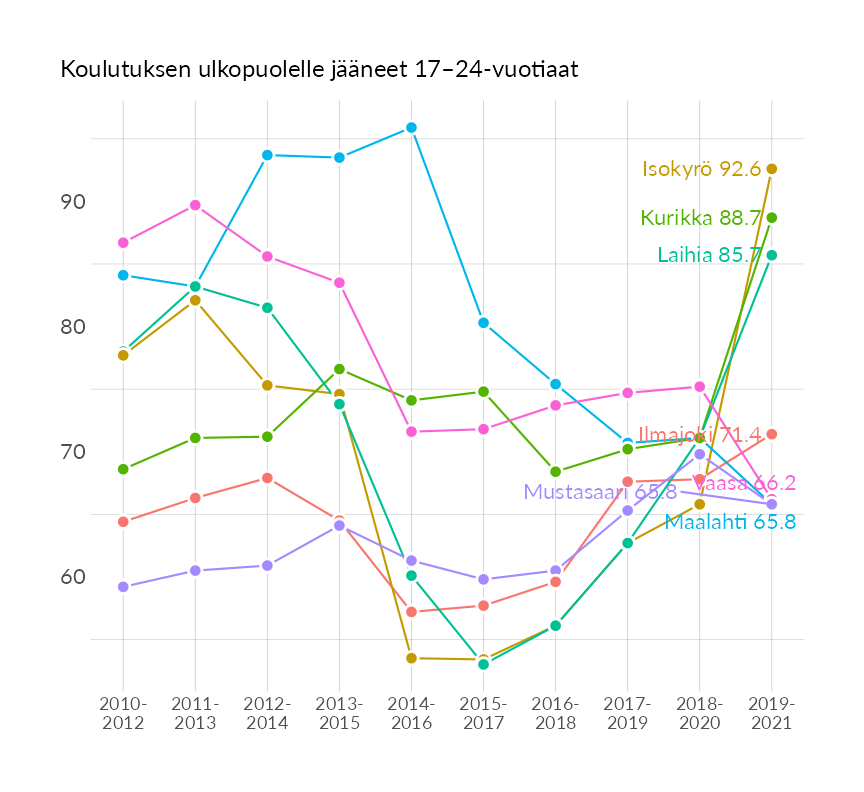 Koulutuksen ulkopuolelle jääneet 17–24-vuotiaat
Isokyrö 92.6
90
Kurikka 88.7
Laihia 85.7
80
Ilmajoki 71.4
70
Vaasa 66.2
Mustasaari 65.8
Maalahti 65.8
60
2010- 2011- 2012- 2013- 2014- 2015- 2016- 2017- 2018- 2019-
2012 2013 2014 2015 2016 2017 2018 2019 2020 2021